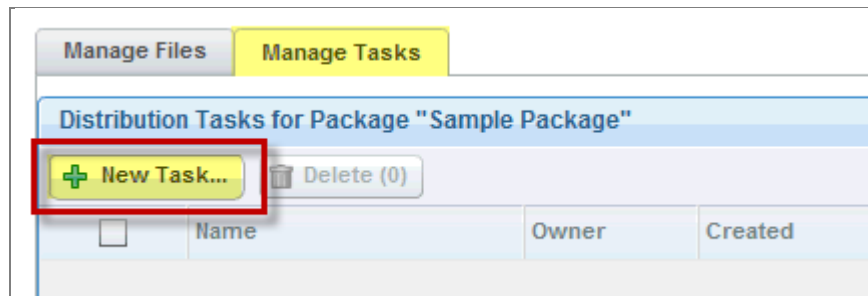 Manage Files Manage Tasks
Distribution Tasks for Package "Sample Package"
New Task... Delete (0)
Name Owner Created